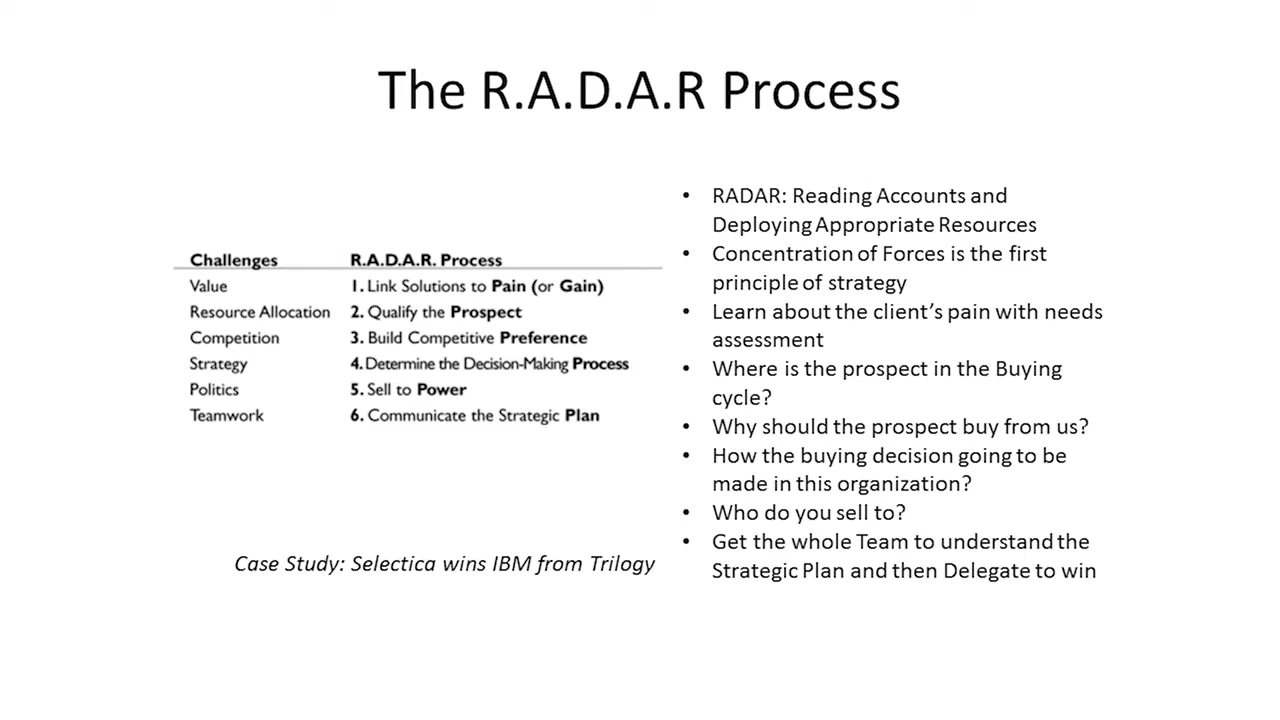 The R.A.D.A.R Process
Challenges R.A.D.A.R. Process
Value 1. Link Solutions to Pain (or Gain)
Resource Allocation 2. Qualify the Prospect
Competition 3. Build Competitive Preference
Strategy 4. Determine the Decision-Making Process
Politics 5. Sell to Power
Teamwork 6. Communicate the Strategic Plan
Case Study: Selectica wins IBM from Trilogy
• RADAR: Reading Accounts and
Deploying Appropriate Resources
• Concentration of Forces is the first
principle of strategy
• Learn about the client’s pain with needs
assessment
• Where is the prospect in the Buying
cycle?
• Why should the prospect buy from us?
• How the buying decision going to be
made in this organization?
• Who do you sell to?
• Get the whole Team to understand the
Strategic Plan and then Delegate to win